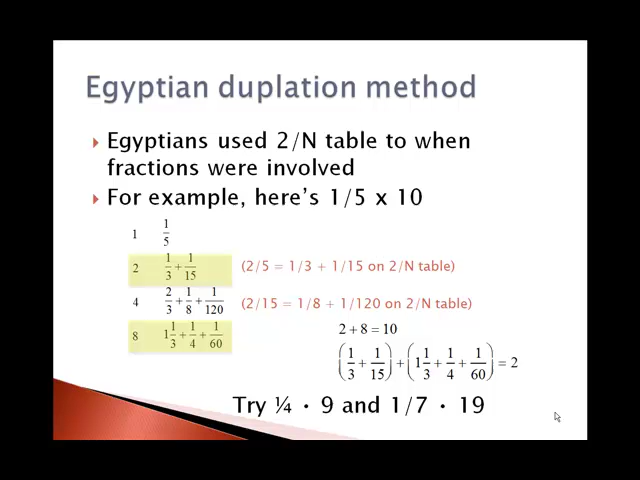 Egyptian duplation method
Egyptians used 2/N table to when
fractions were involved
For example, here's 1/5 x 10
1 1/5
2 1/3 + 1/15 (2/5 = 1/3 + 1/15 on 2/N table)
4 2/3 + 1/8 + 1/120 (2/15 = 1/8 + 1/120 on 2/N table)
8 1 1/3 + 1/4 + 1/60
2 + 8 = 10
(1/3 + 1/15) + (1 1/3 + 1/4 + 1/60) = 2
Try ¼ • 9 and 1/7 • 19